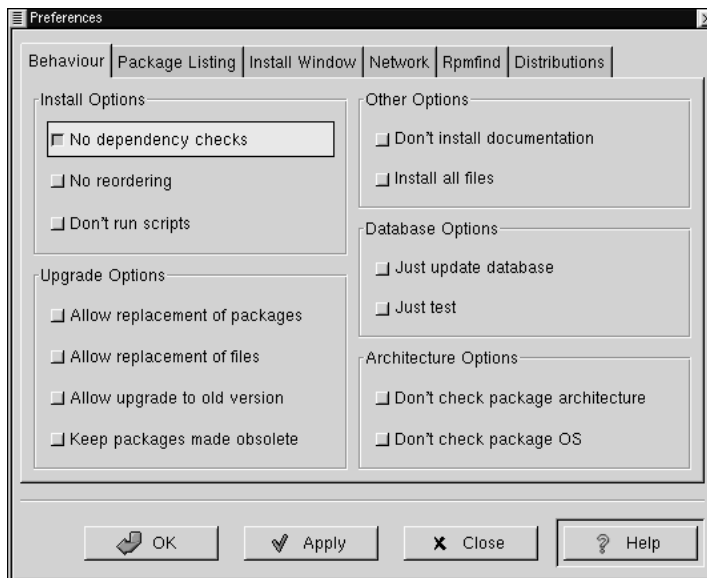 Preferences
Behaviour Package Listing Install Window Network Rpmfind Distributions
Install Options
No dependency checks
No reordering
Don't run scripts
Upgrade Options
Allow replacement of packages
Allow replacement of files
Allow upgrade to old version
Keep packages made obsolete
Other Options
Don't install documentation
Install all files
Database Options
Just update database
Just test
Architecture Options
Don't check package architecture
Don't check package OS
OK Apply Close Help